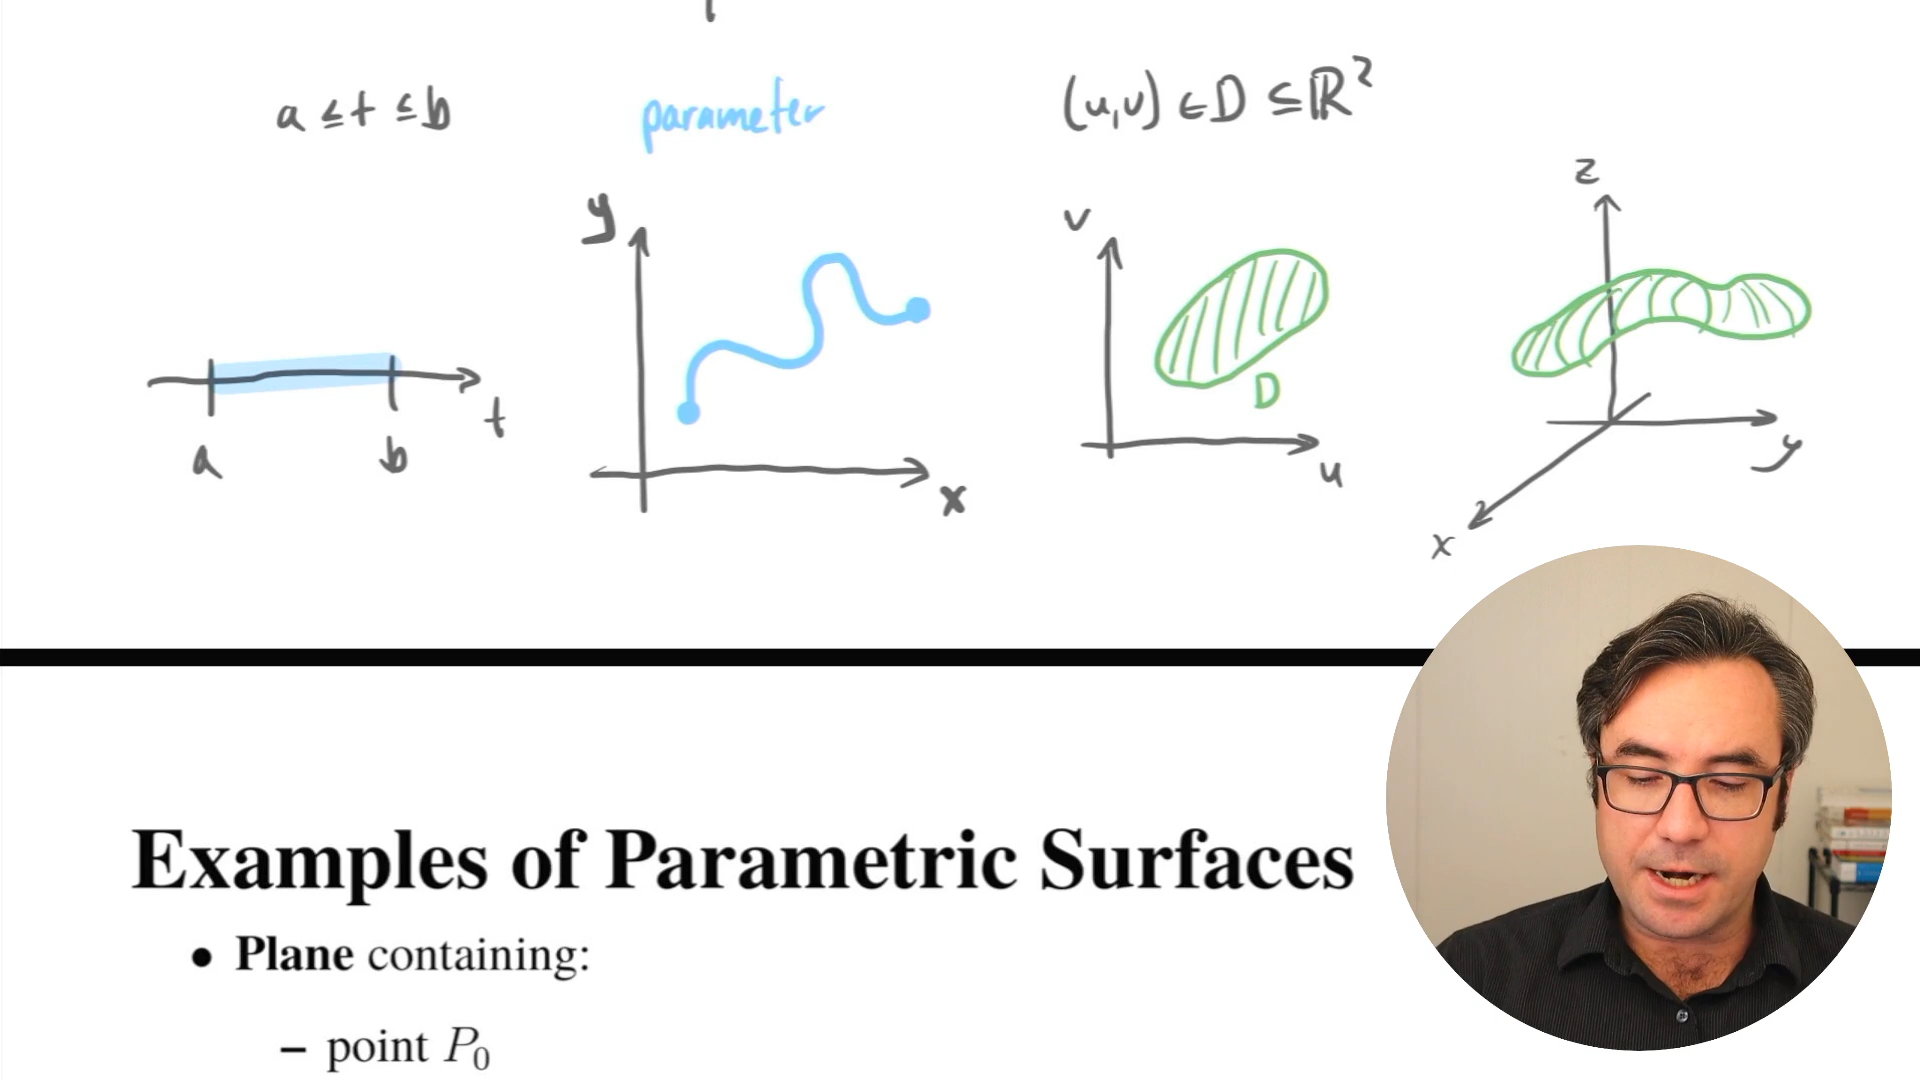 a ≤ t ≤ b
parameter
(u,v) ∈ D ⊆ ℝ²
y
x
t
a
b
v
D
u
z
y
x
Examples of Parametric Surfaces
• Plane containing:
– point P₀